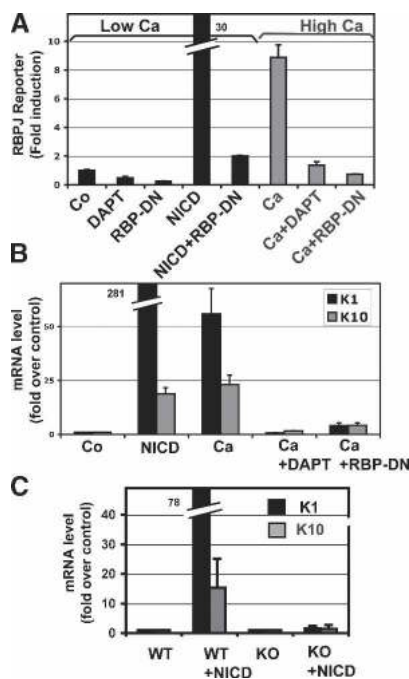 A
Low Ca
High Ca
30
RBPJ Reporter
(Fold induction)
10
8
6
4
2
0
Co
DAPT
RBP-DN
NICD
NICD+RBP-DN
Ca
Ca+DAPT
Ca+RBP-DN
B
281
K1
K10
mRNA level
(fold over control)
50
25
0
Co NICD Ca Ca Ca
+DAPT +RBP-DN
C
78
K1
K10
mRNA level
(fold over control)
40
30
20
10
0
WT WT KO KO
+NICD + NICD